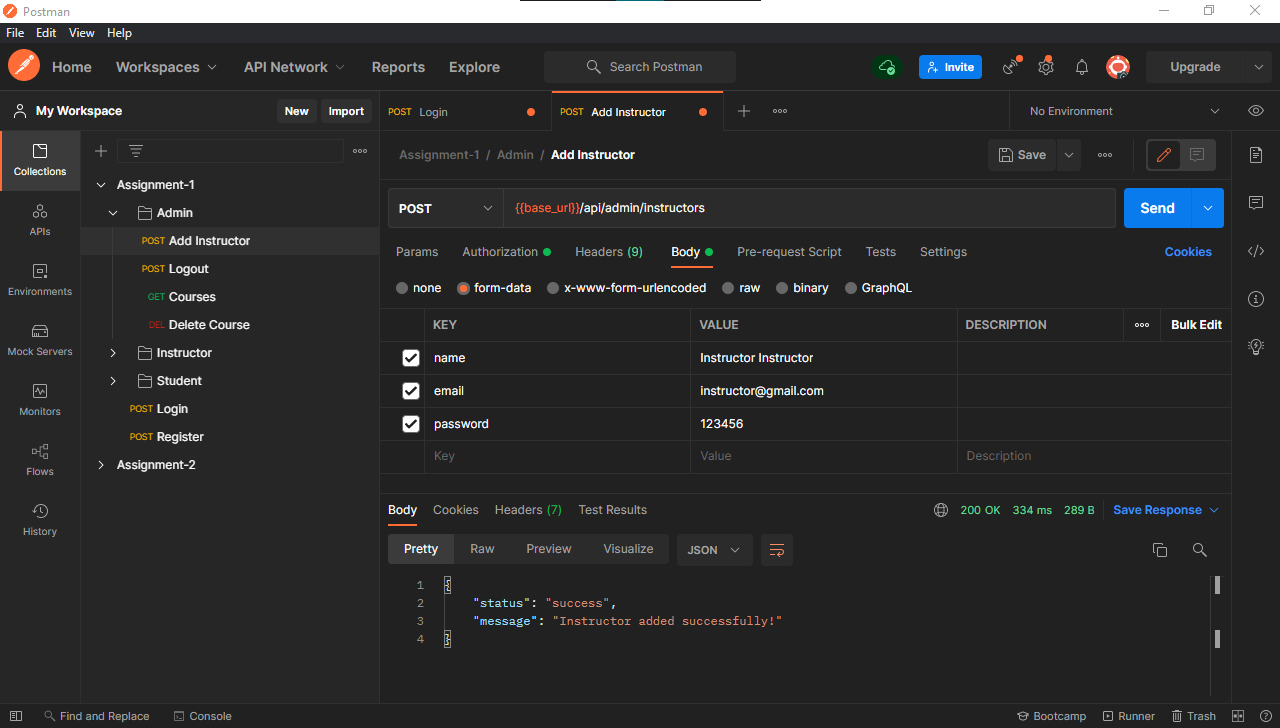 Postman
File Edit View Help
Home Workspaces API Network Reports Explore Search Postman Invite Upgrade
My Workspace New Import POST Login POST Add Instructor No Environment
Assignment-1 / Admin / Add Instructor Save
Collections
APIs
Environments
Mock Servers
Monitors
Flows
History
Assignment-1
Admin
POST Add Instructor
POST Logout
GET Courses
DEL Delete Course
Instructor
Student
POST Login
POST Register
Assignment-2
POST {{base_url}}/api/admin/instructors Send
Params Authorization Headers (9) Body Pre-request Script Tests Settings Cookies
none form-data x-www-form-urlencoded raw binary GraphQL
KEY VALUE DESCRIPTION Bulk Edit
name Instructor Instructor
email instructor@gmail.com
password 123456
Key Value Description
Body Cookies Headers (7) Test Results 200 OK 334 ms 289 B Save Response
Pretty Raw Preview Visualize JSON
1 {
2 "status": "success",
3 "message": "Instructor added successfully!"
4 }
Find and Replace Console Bootcamp Runner Trash